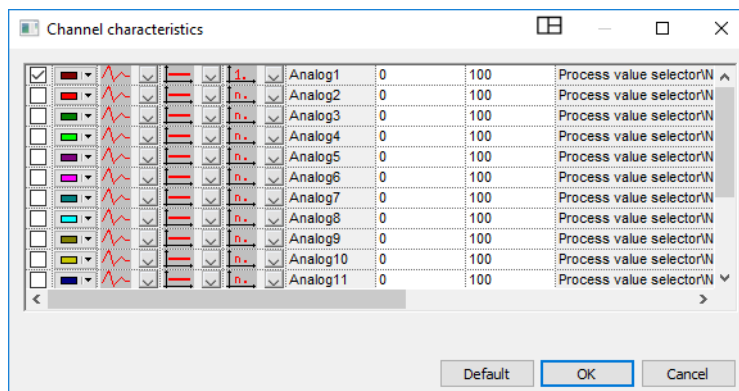 Channel characteristics
1. Analog1 0 100 Process value selector\N
n. Analog2 0 100 Process value selector\N
n. Analog3 0 100 Process value selector\N
n. Analog4 0 100 Process value selector\N
n. Analog5 0 100 Process value selector\N
n. Analog6 0 100 Process value selector\N
n. Analog7 0 100 Process value selector\N
n. Analog8 0 100 Process value selector\N
n. Analog9 0 100 Process value selector\N
n. Analog10 0 100 Process value selector\N
n. Analog11 0 100 Process value selector\N
Default OK Cancel